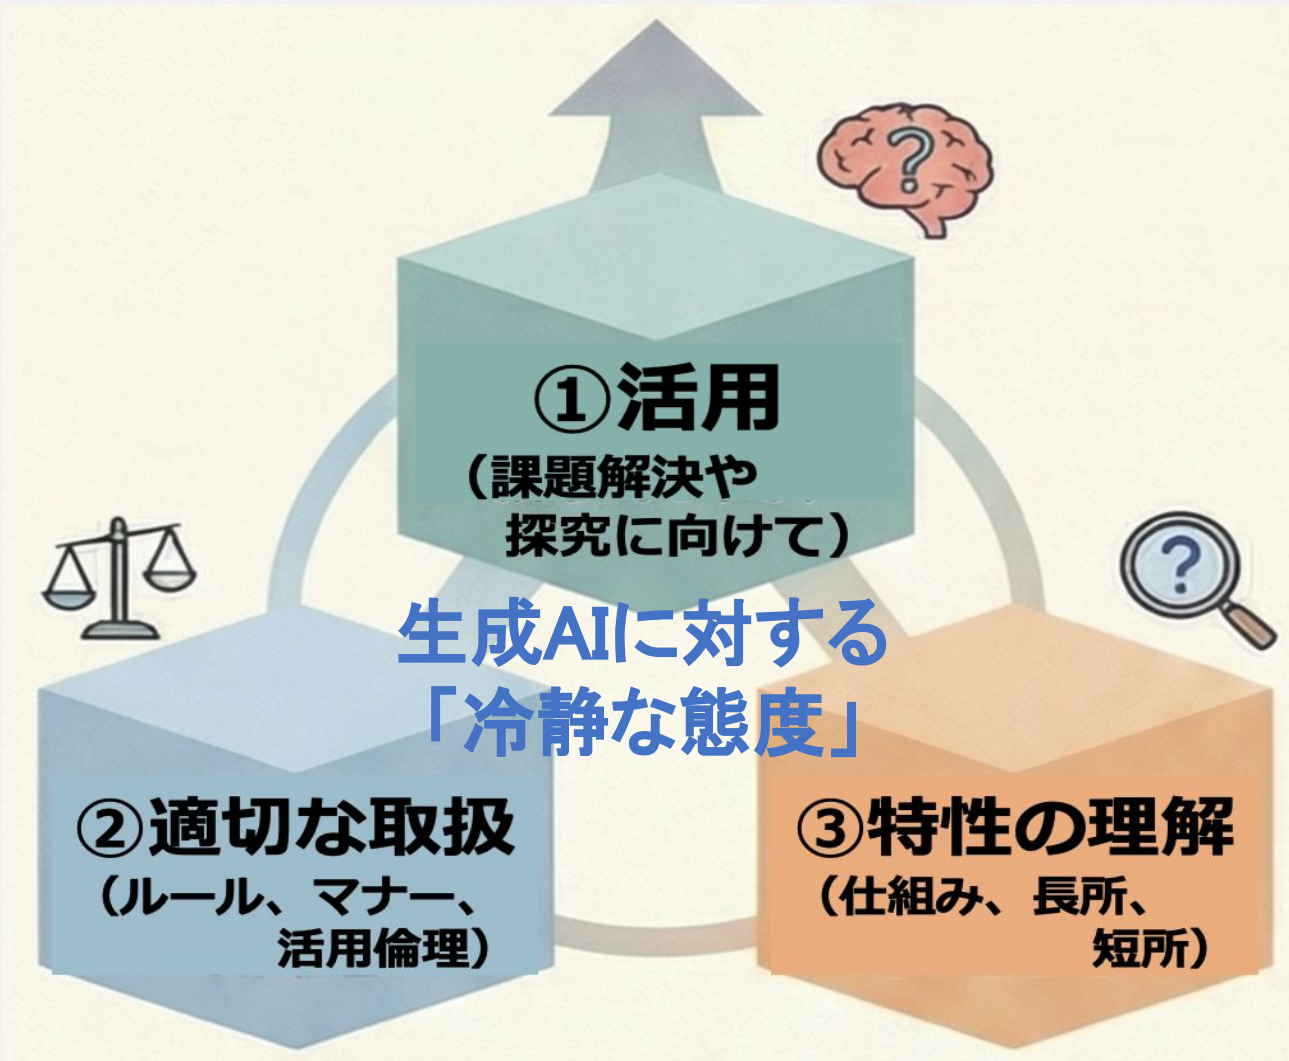 ?
①活用
（課題解決や
探究に向けて）
?
生成AIに対する
「冷静な態度」
②適切な取扱
（ルール、マナー、
活用倫理）
③特性の理解
（仕組み、長所、
短所）